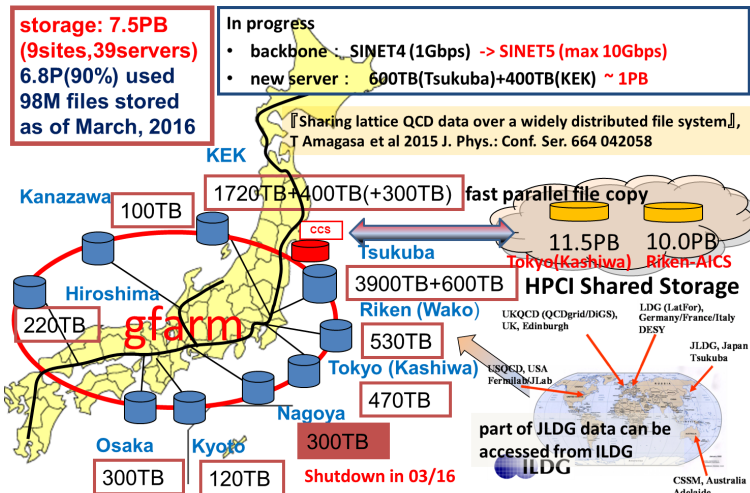 storage: 7.5PB
(9sites,39servers)
6.8P(90%) used
98M files stored
as of March, 2016
In progress
• backbone： SINET4 (1Gbps) -> SINET5 (max 10Gbps)
• new server： 600TB(Tsukuba)+400TB(KEK) ~ 1PB
『Sharing lattice QCD data over a widely distributed file system』,
T Amagasa et al 2015 J. Phys.: Conf. Ser. 664 042058
KEK
1720TB+400TB(+300TB)
fast parallel file copy
Kanazawa
100TB
CCS
11.5PB
10.0PB
Tokyo(Kashiwa)
Riken-AICS
HPCI Shared Storage
Tsukuba
3900TB+600TB
Hiroshima
220TB
gfarm
Riken (Wako)
530TB
Tokyo (Kashiwa)
470TB
Nagoya
300TB
Shutdown in 03/16
Osaka
300TB
Kyoto
120TB
UKQCD (QCDgrid/DiGS),
UK, Edinburgh
LDG (LatFor),
Germany/France/Italy
DESY
JLDG, Japan
Tsukuba
USQCD, USA
Fermilab/JLab
part of JLDG data can be
accessed from ILDG
ILDG
CSSM, Australia
Adelaide